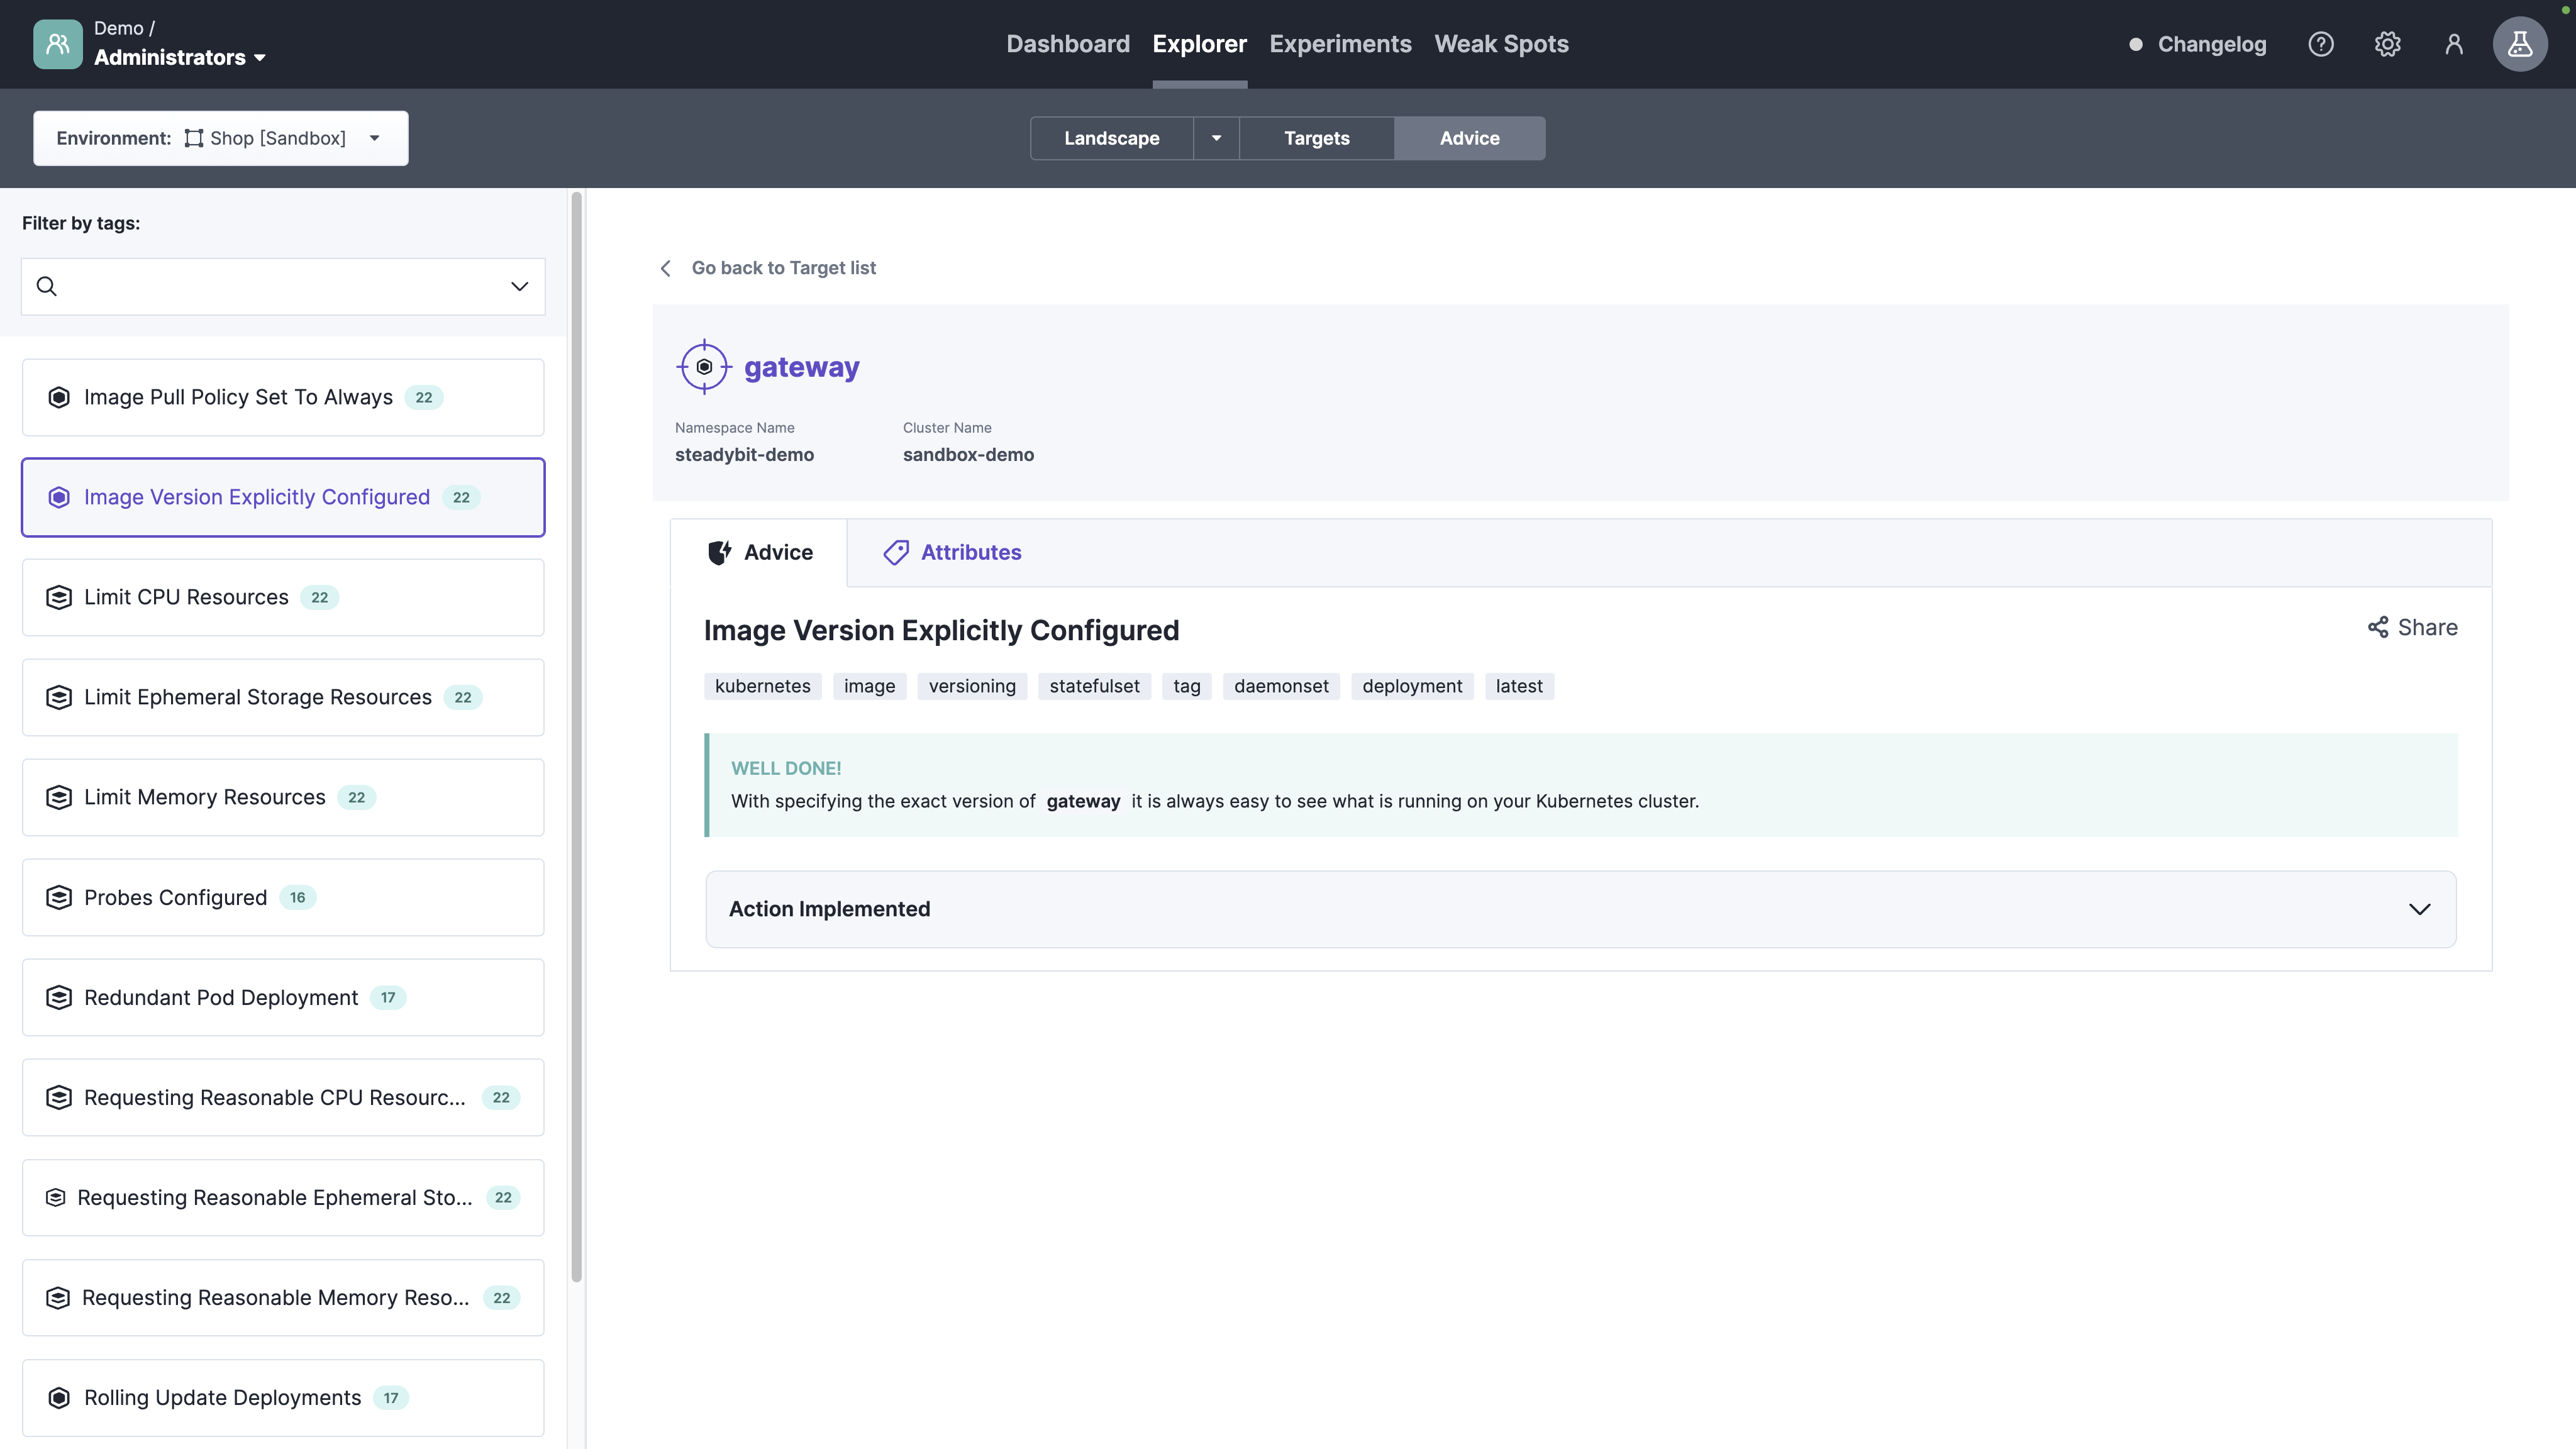 Demo /
Administrators
Dashboard Explorer Experiments Weak Spots
Changelog
Environment: Shop [Sandbox]
Landscape Targets Advice
Filter by tags:
Image Pull Policy Set To Always 22
Image Version Explicitly Configured 22
Limit CPU Resources 22
Limit Ephemeral Storage Resources 22
Limit Memory Resources 22
Probes Configured 16
Redundant Pod Deployment 17
Requesting Reasonable CPU Resourc... 22
Requesting Reasonable Ephemeral Sto... 22
Requesting Reasonable Memory Reso... 22
Rolling Update Deployments 17
Go back to Target list
gateway
Namespace Name Cluster Name
steadybit-demo sandbox-demo
Advice Attributes
Image Version Explicitly Configured
Share
kubernetes image versioning statefulset tag daemonset deployment latest
WELL DONE!
With specifying the exact version of gateway it is always easy to see what is running on your Kubernetes cluster.
Action Implemented